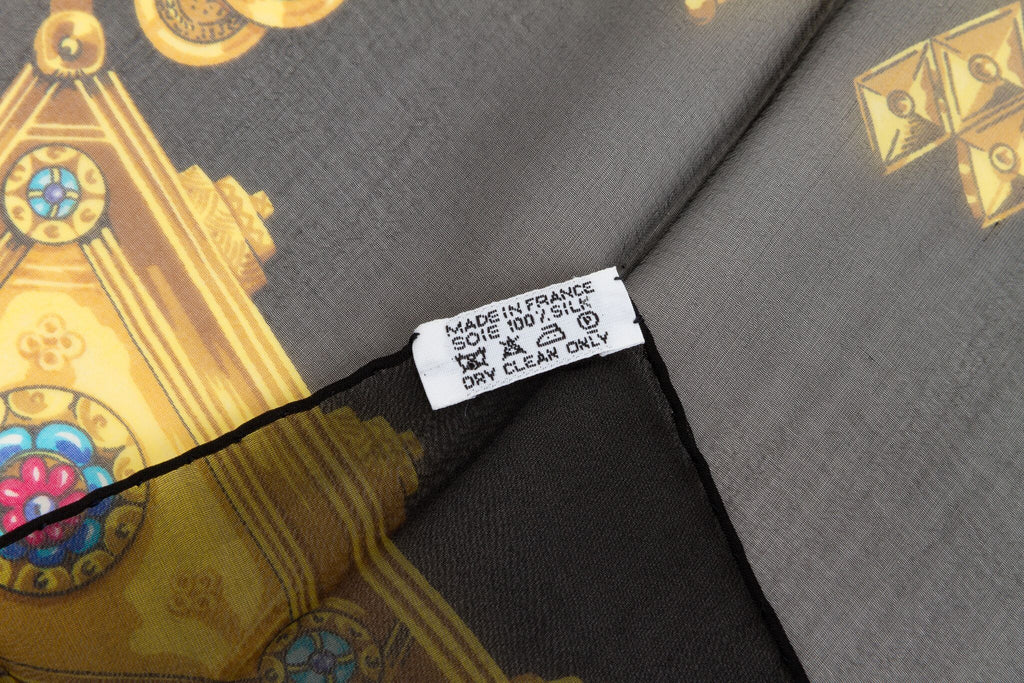 MADE IN FRANCE
SOIE 100% SILK
P
DRY CLEAN ONLY